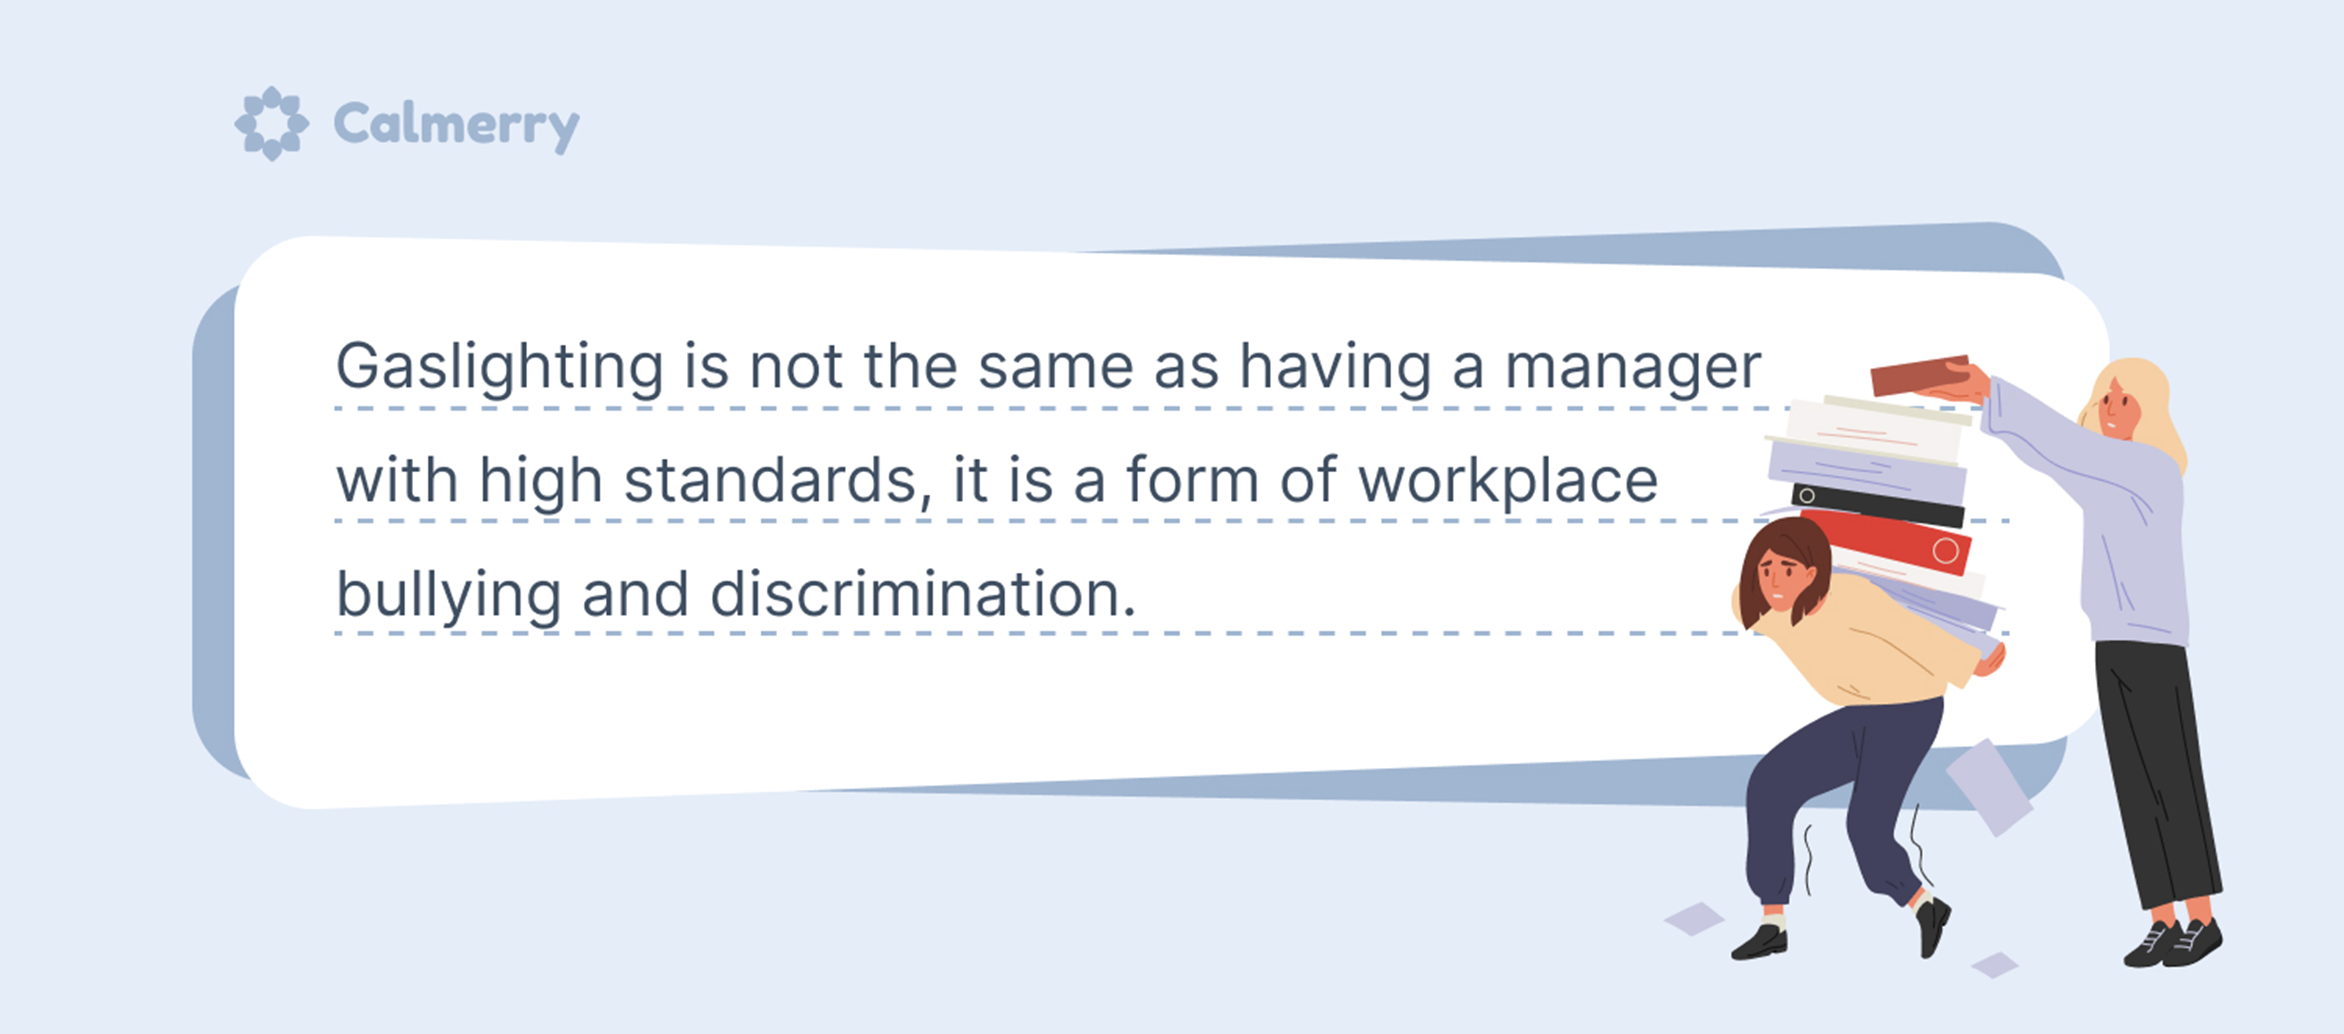 Calmerry
Gaslighting is not the same as having a manager
with high standards, it is a form of workplace
bullying and discrimination.